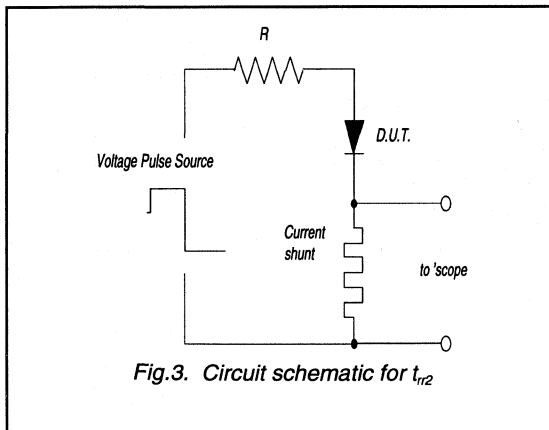 R
D.U.T.
Voltage Pulse Source
Current
shunt
to 'scope
Fig.3. Circuit schematic for trr2